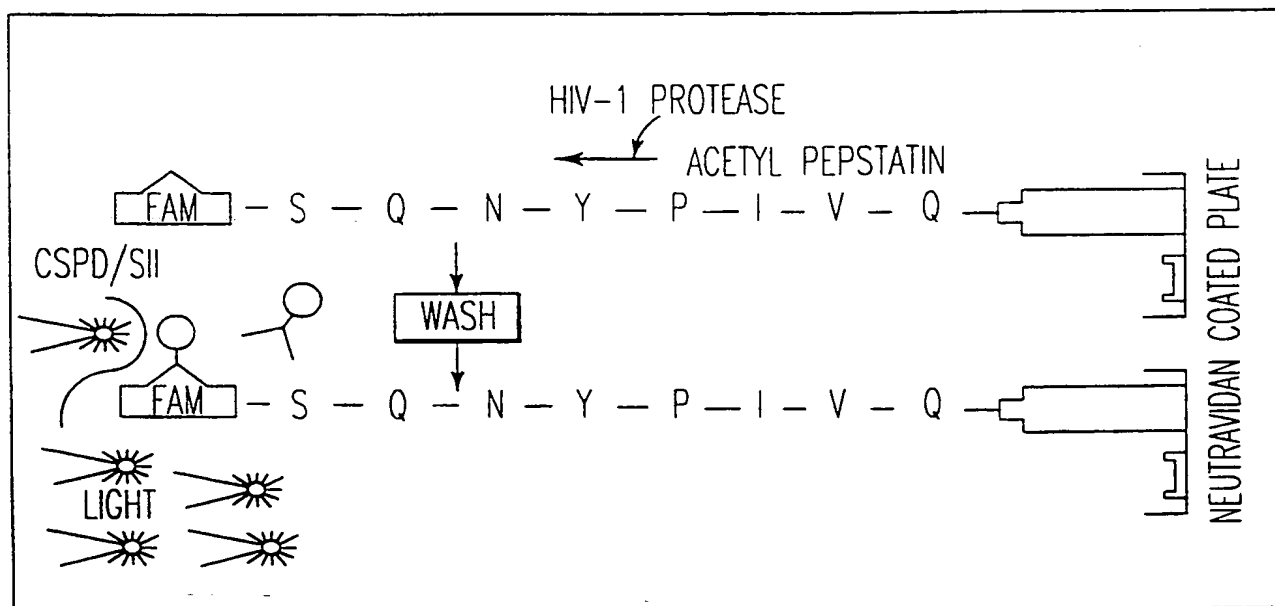 HIV-1 PROTEASE
ACETYL PEPSTATIN
FAM - S - Q - N - Y - P - I - V - Q
CSPD/SII
WASH
FAM - S - Q - N - Y - P - I - V - Q
LIGHT
NEUTRAVIDAN COATED PLATE